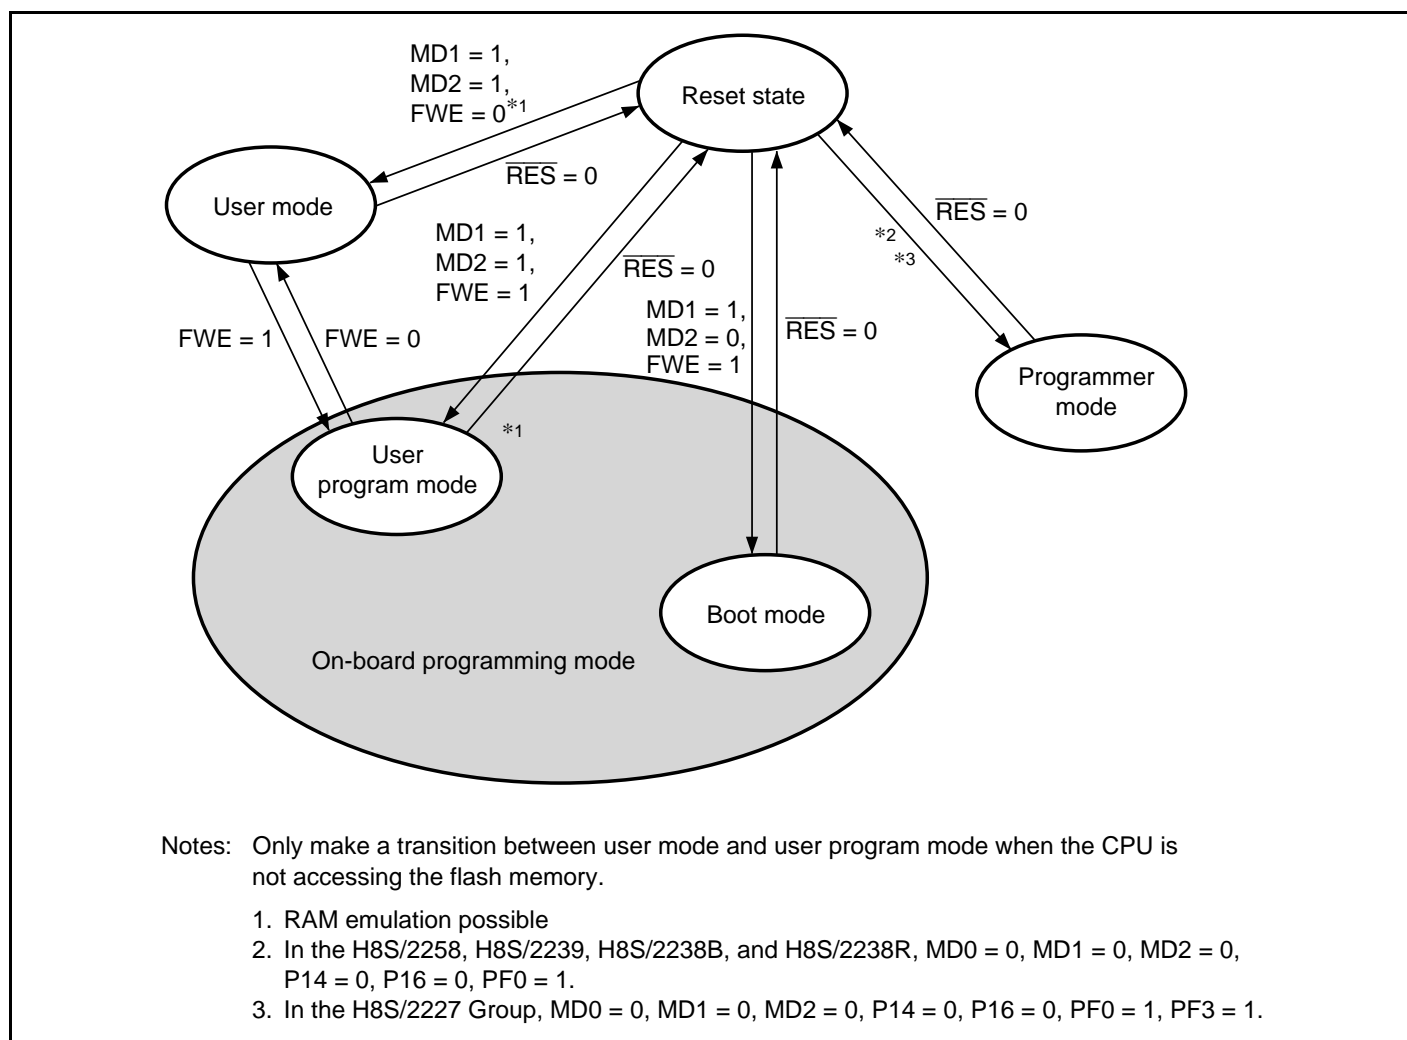 MD1 = 1,
MD2 = 1,
FWE = 0*1
Reset state
RES = 0
User mode
RES = 0
*2
*3
MD1 = 1,
MD2 = 1,
FWE = 1
RES = 0
MD1 = 1,
MD2 = 0,
FWE = 1
RES = 0
FWE = 1
FWE = 0
Programmer
mode
*1
User
program mode
Boot mode
On-board programming mode
Notes: Only make a transition between user mode and user program mode when the CPU is
not accessing the flash memory.
1. RAM emulation possible
2. In the H8S/2258, H8S/2239, H8S/2238B, and H8S/2238R, MD0 = 0, MD1 = 0, MD2 = 0,
P14 = 0, P16 = 0, PF0 = 1.
3. In the H8S/2227 Group, MD0 = 0, MD1 = 0, MD2 = 0, P14 = 0, P16 = 0, PF0 = 1, PF3 = 1.